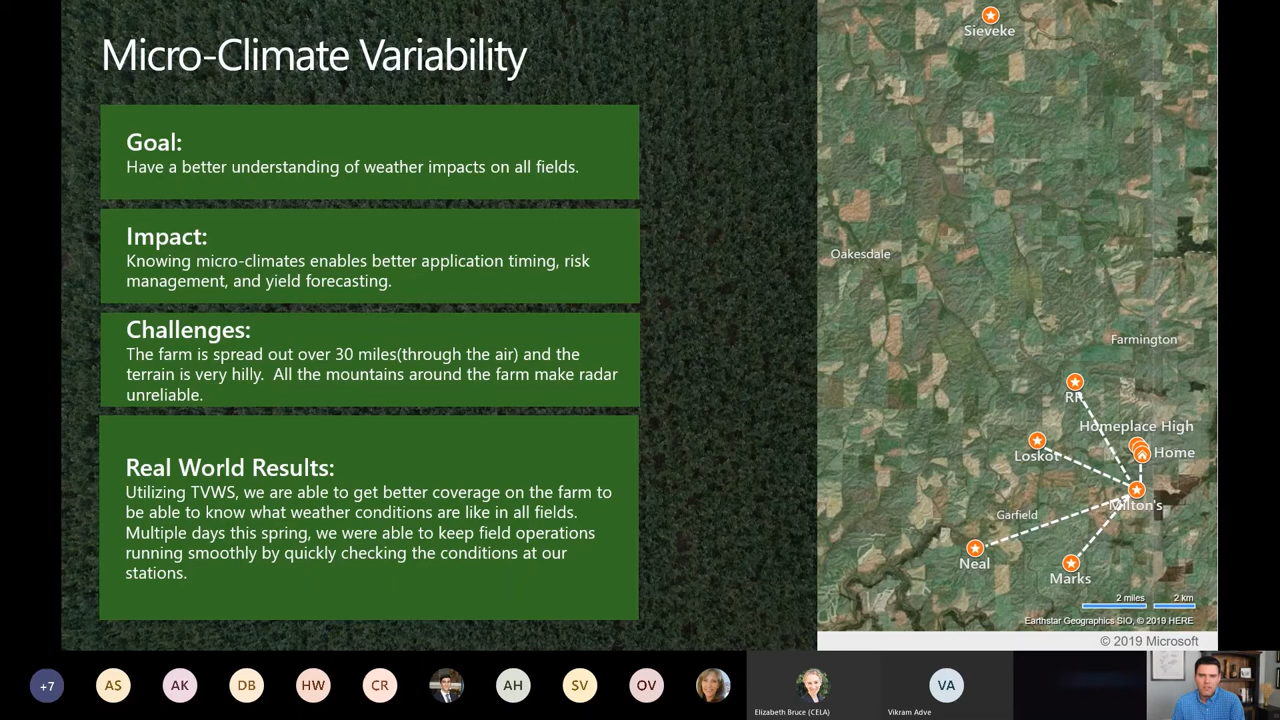 Micro-Climate Variability
Goal:
Have a better understanding of weather impacts on all fields.
Impact:
Knowing micro-climates enables better application timing, risk
management, and yield forecasting.
Challenges:
The farm is spread out over 30 miles(through the air) and the
terrain is very hilly.  All the mountains around the farm make radar
unreliable.
Real World Results:
Utilizing TVWS, we are able to get better coverage on the farm to
be able to know what weather conditions are like in all fields.
Multiple days this spring, we were able to keep field operations
running smoothly by quickly checking the conditions at our
stations.
Sieveke
Oakesdale
Farmington
Homeplace High
Loskot
Home
Milton's
Garfield
Neal
Marks
2 miles
2 km
Earthstar Geographics SIO, © 2019 HERE
© 2019 Microsoft
+7
AS
AK
DB
HW
CR
AH
SV
OV
Elizabeth Bruce (CELA)
VA
Vikram Adve